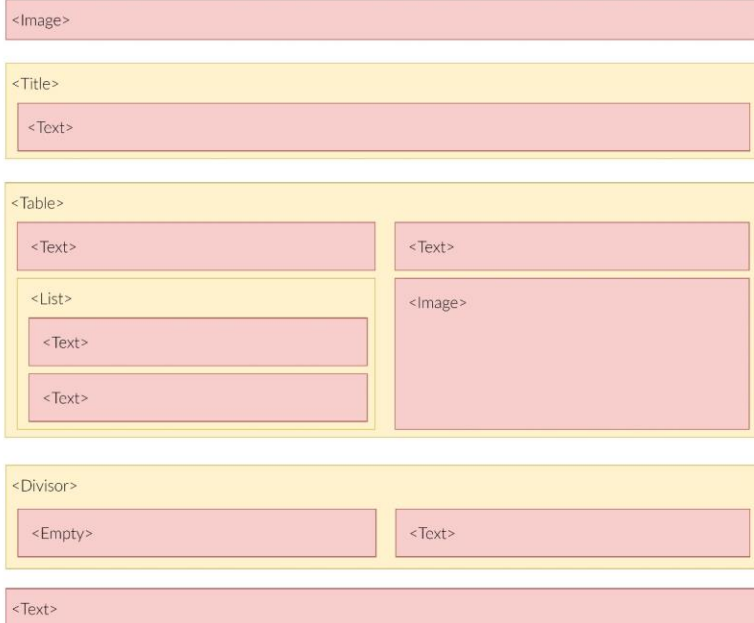 <Image>
<Title>
<Text>
<Table>
<Text> <Text>
<List> <Image>
<Text>
<Text>
<Divisor>
<Empty> <Text>
<Text>